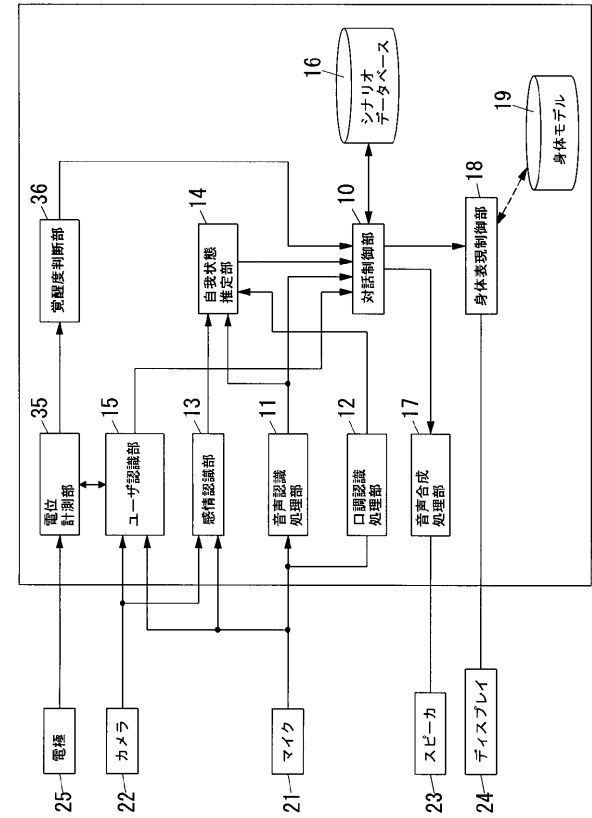 電極
25
カメラ
22
マイク
21
スピーカ
23
ディスプレイ
24
電位
計測部
35
ユーザ認識部
15
感情認識部
13
音声認識
処理部
11
口調認識
処理部
12
音声合成
処理部
17
覚醒度判断部
36
自我状態
推定部
14
対話制御部
10
シナリオ
データベース
16
身体表現制御部
18
身体モデル
19